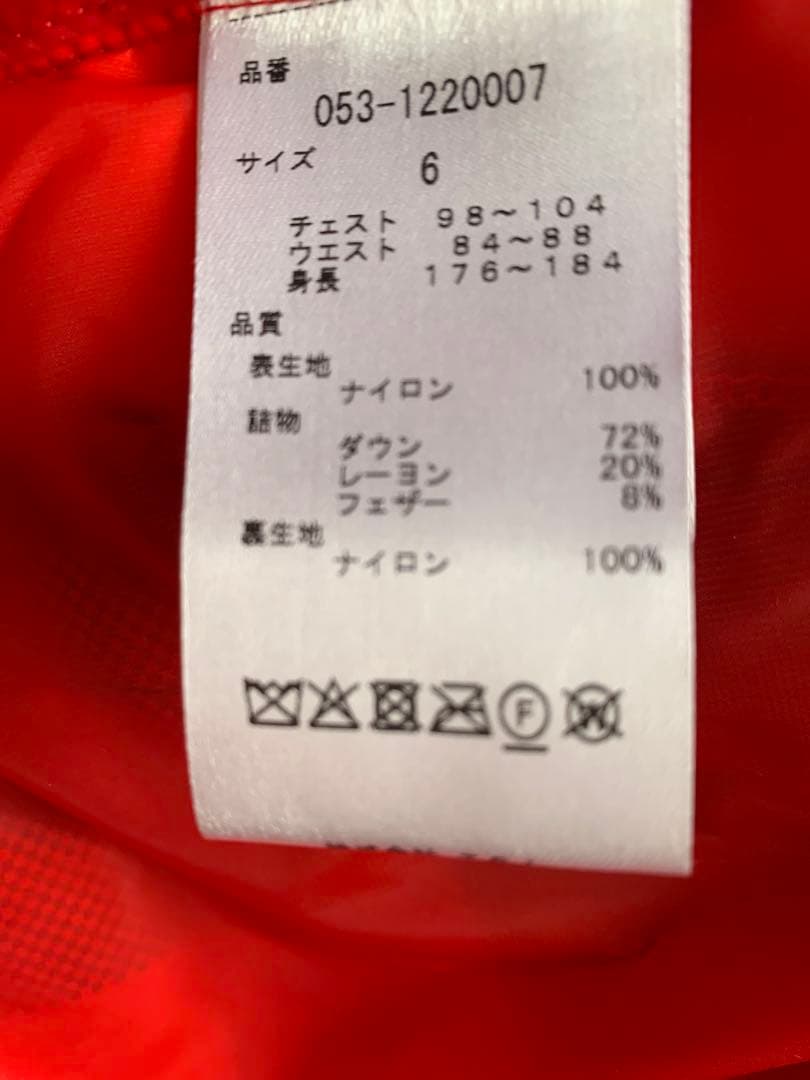 品番
053-1220007
サイズ 6
チェスト 98～104
ウエスト 84～88
身長 176～184
品質
表生地
ナイロン 100%
詰物
ダウン 72%
レーヨン 20%
フェザー 8%
裏生地
ナイロン 100%
F
W